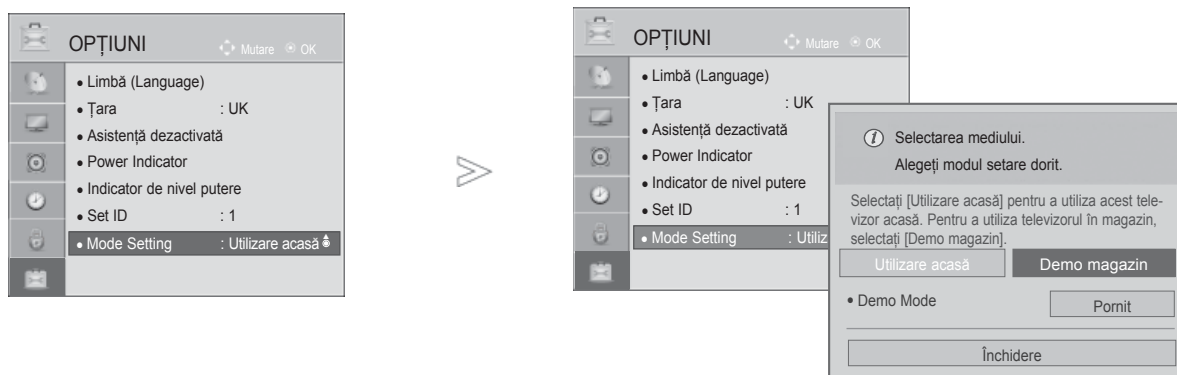 OPȚIUNI
Mutare OK
• Limbă (Language)
• Țara : UK
• Asistență dezactivată
• Power Indicator
• Indicator de nivel putere
• Set ID : 1
• Mode Setting : Utilizare acasă
OPȚIUNI
Mutare OK
• Limbă (Language)
• Țara : UK
• Asistență dezactivată
• Power Indicator
• Indicator de nivel putere
• Set ID : 1
• Mode Setting : Utiliz
Selectarea mediului.
Alegeți modul setare dorit.
Selectați [Utilizare acasă] pentru a utiliza acest tele-
vizor acasă. Pentru a utiliza televizorul în magazin,
selectați [Demo magazin].
Utilizare acasă Demo magazin
• Demo Mode Pornit
Închidere